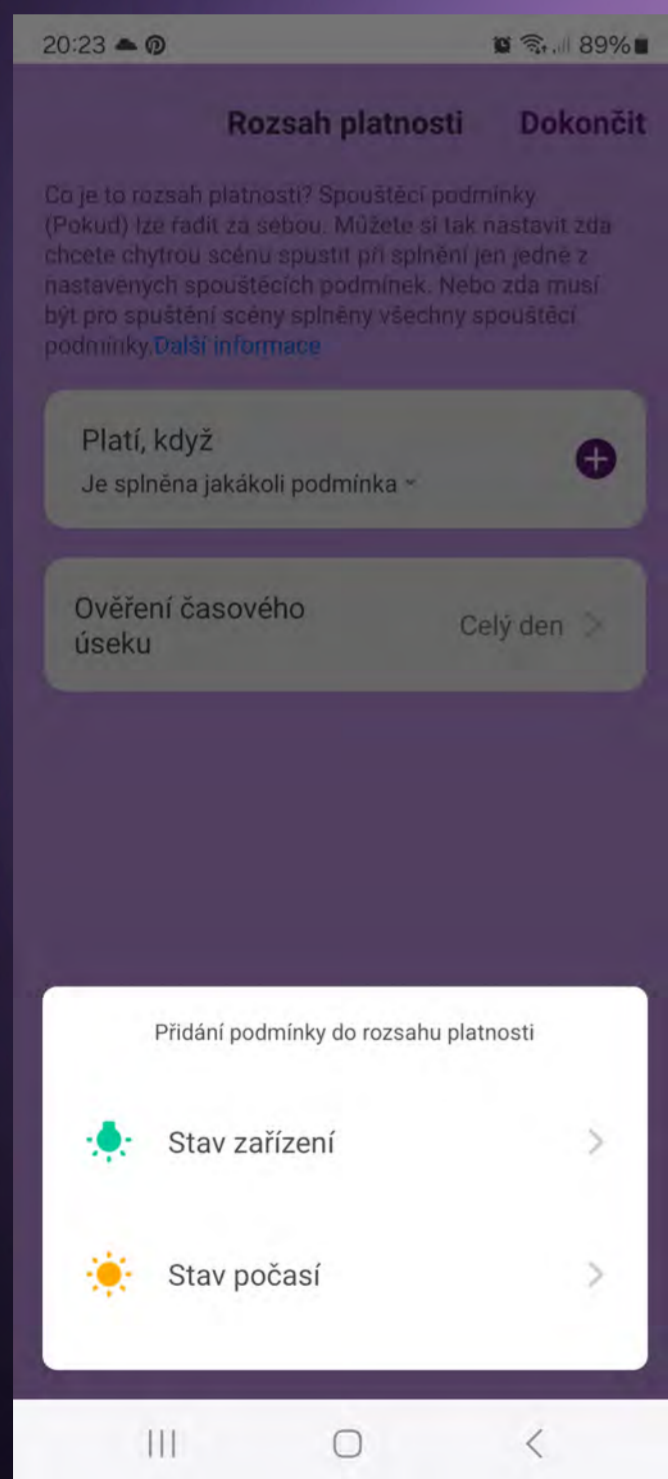 20:23 89%
Rozsah platnosti Dokončit
Co je to rozsah platnosti? Spouštěcí podmínky
(Pokud) lze řadit za sebou. Můžete si tak nastavit zda
chcete chytrou scénu spustit při splnění jen jedné z
nastavených spouštěcích podmínek. Nebo zda musí
být pro spuštění scény splněny všechny spouštěcí
podmínky.Další informace
Platí, když
Je splněna jakákoli podmínka
Ověření časového
úseku
Celý den
Přidání podmínky do rozsahu platnosti
Stav zařízení
Stav počasí